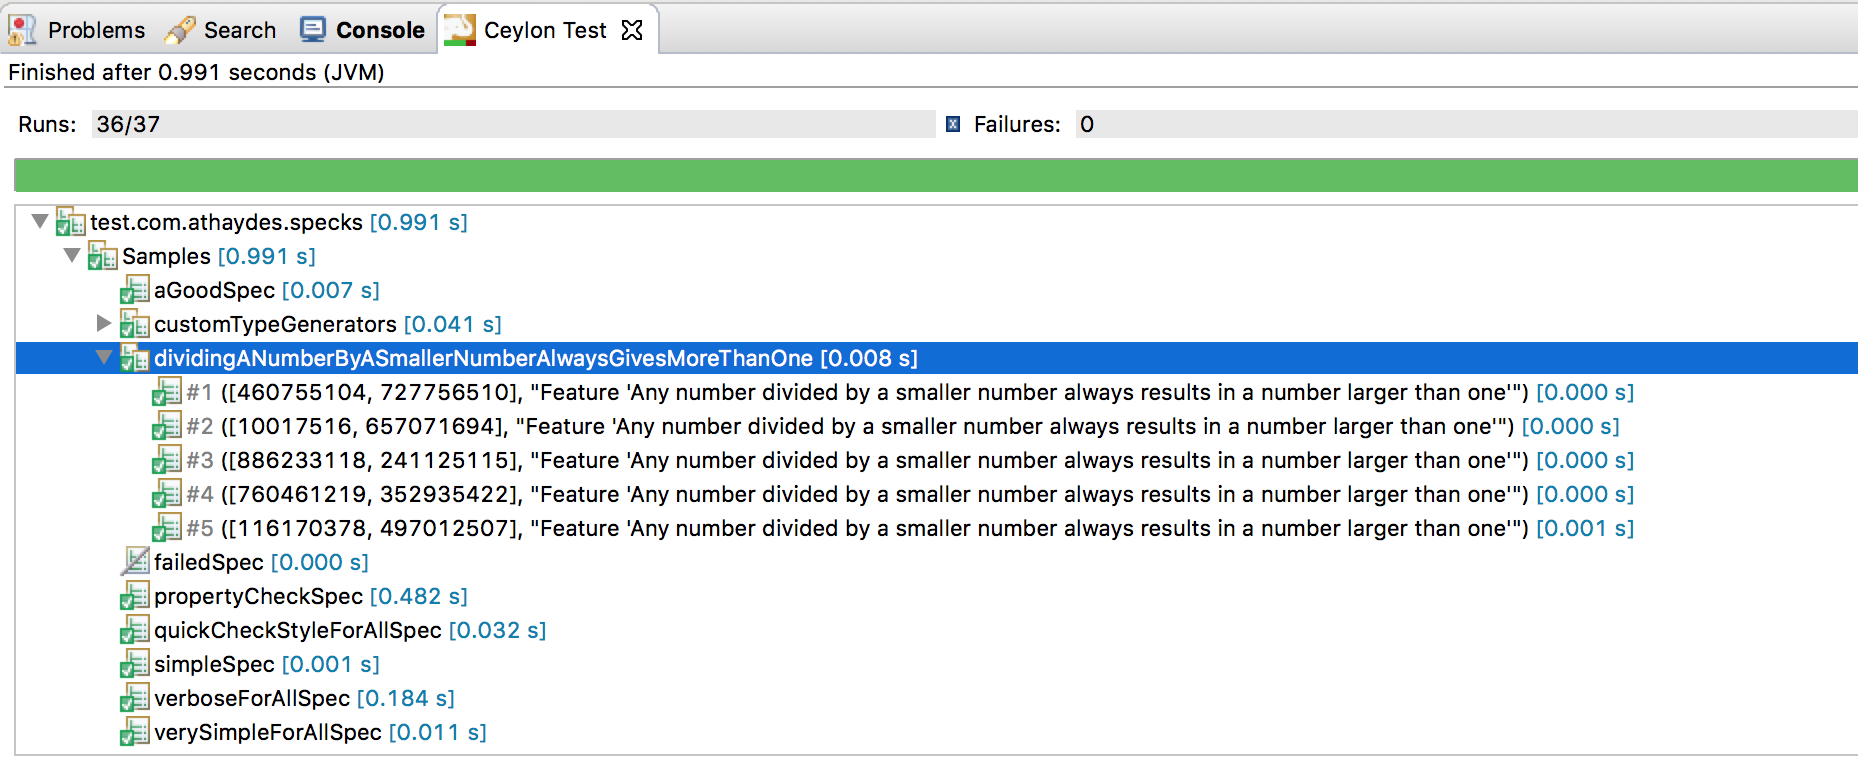 Problems Search Console Ceylon Test
Finished after 0.991 seconds (JVM)
Runs: 36/37 Failures: 0
test.com.athaydes.specks [0.991 s]
Samples [0.991 s]
aGoodSpec [0.007 s]
customTypeGenerators [0.041 s]
dividingANumberByASmallerNumberAlwaysGivesMoreThanOne [0.008 s]
#1 ([460755104, 727756510], "Feature 'Any number divided by a smaller number always results in a number larger than one'") [0.000 s]
#2 ([10017516, 657071694], "Feature 'Any number divided by a smaller number always results in a number larger than one'") [0.000 s]
#3 ([886233118, 241125115], "Feature 'Any number divided by a smaller number always results in a number larger than one'") [0.000 s]
#4 ([760461219, 352935422], "Feature 'Any number divided by a smaller number always results in a number larger than one'") [0.000 s]
#5 ([116170378, 497012507], "Feature 'Any number divided by a smaller number always results in a number larger than one'") [0.001 s]
failedSpec [0.000 s]
propertyCheckSpec [0.482 s]
quickCheckStyleForAllSpec [0.032 s]
simpleSpec [0.001 s]
verboseForAllSpec [0.184 s]
verySimpleForAllSpec [0.011 s]